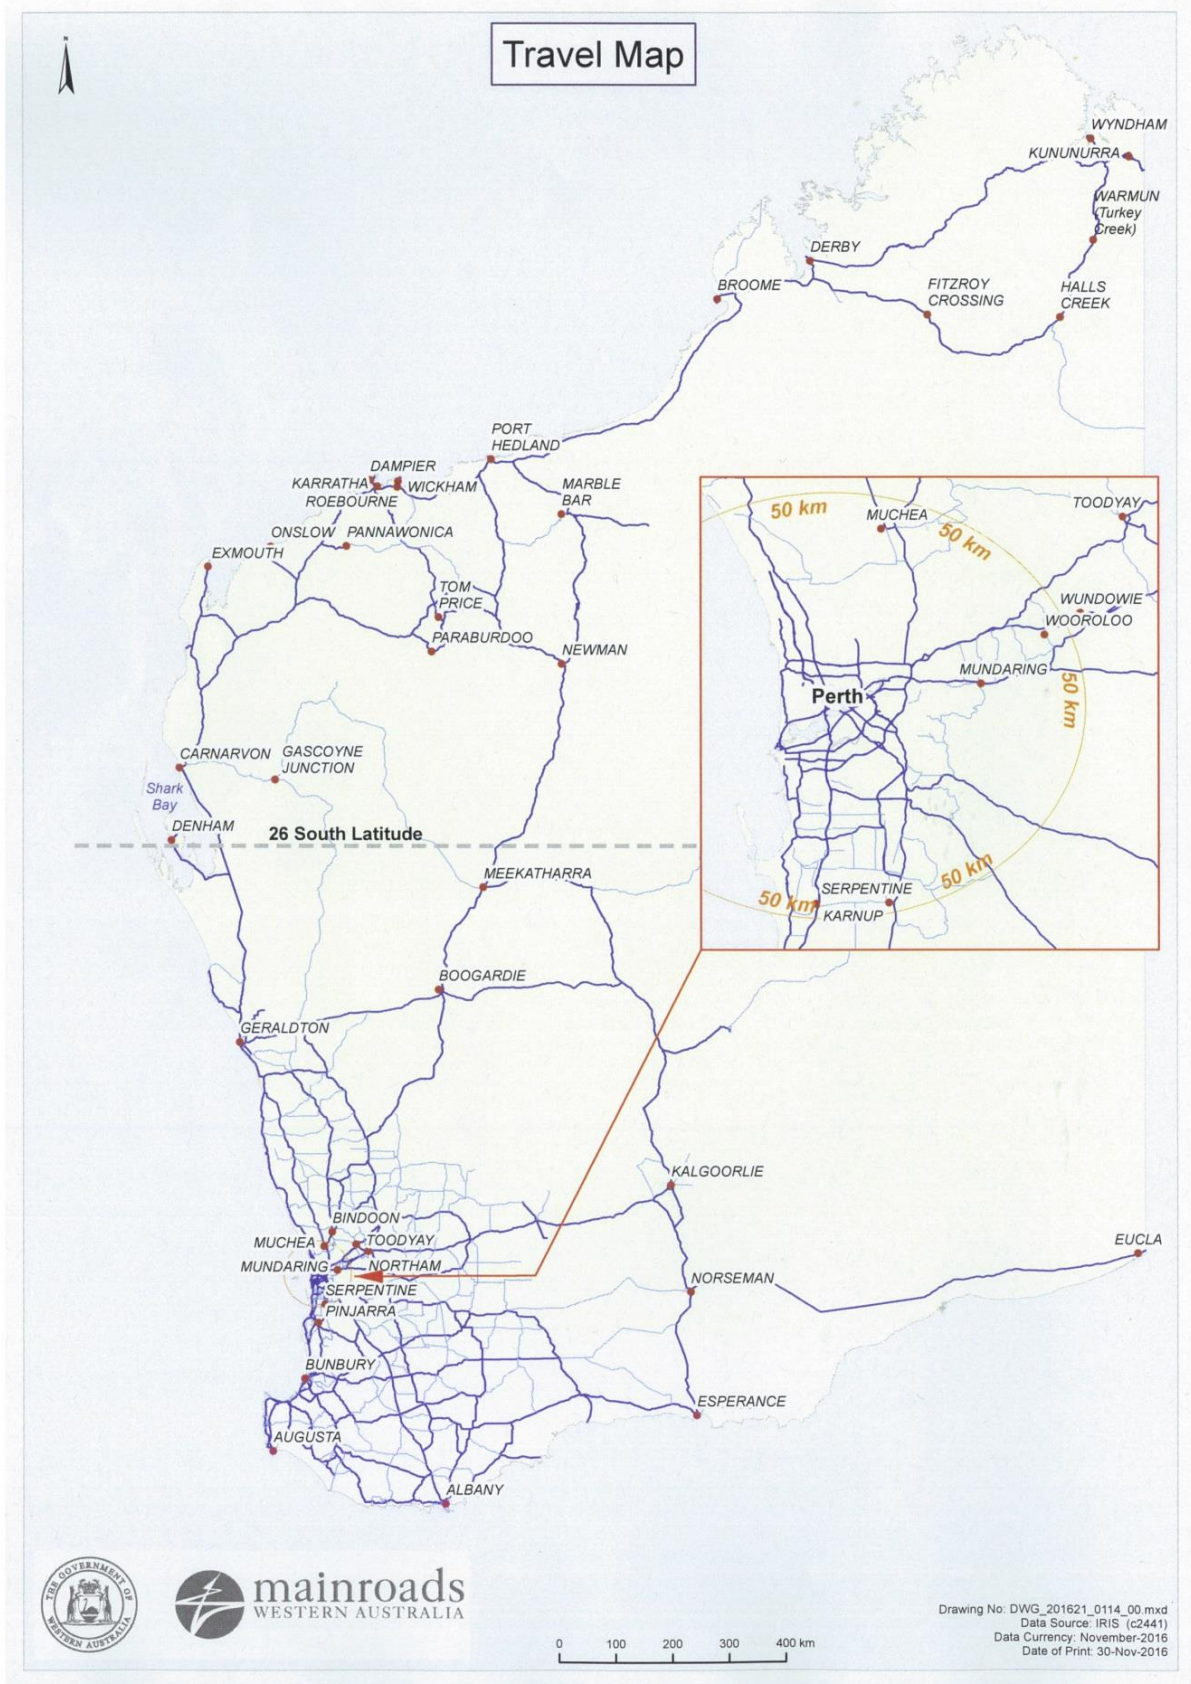 Travel Map
N
WYNDHAM
KUNUNURRA
WARMUN
(Turkey
Creek)
DERBY
BROOME
FITZROY
CROSSING
HALLS
CREEK
PORT
HEDLAND
DAMPIER
KARRATHA
WICKHAM
ROEBOURNE
MARBLE
BAR
ONSLOW
PANNAWONICA
EXMOUTH
TOM
PRICE
PARABURDOO
NEWMAN
CARNARVON
GASCOYNE
JUNCTION
Shark
Bay
DENHAM
26 South Latitude
MEEKATHARRA
BOOGARDIE
GERALDTON
50 km
MUCHEA
50 km
TOODYAY
WUNDOWIE
WOOROLOO
MUNDARING
50 km
Perth
50 km
50 km
SERPENTINE
KARNUP
KALGOORLIE
BINDOON
MUCHEA
TOODYAY
MUNDARING
NORTHAM
SERPENTINE
PINJARRA
EUCLA
NORSEMAN
BUNBURY
ESPERANCE
AUGUSTA
ALBANY
THE GOVERNMENT OF
WESTERN AUSTRALIA
mainroads
WESTERN AUSTRALIA
0 100 200 300 400 km
Drawing No: DWG_201621_0114_00.mxd
Data Source: IRIS (c2441)
Data Currency: November-2016
Date of Print: 30-Nov-2016